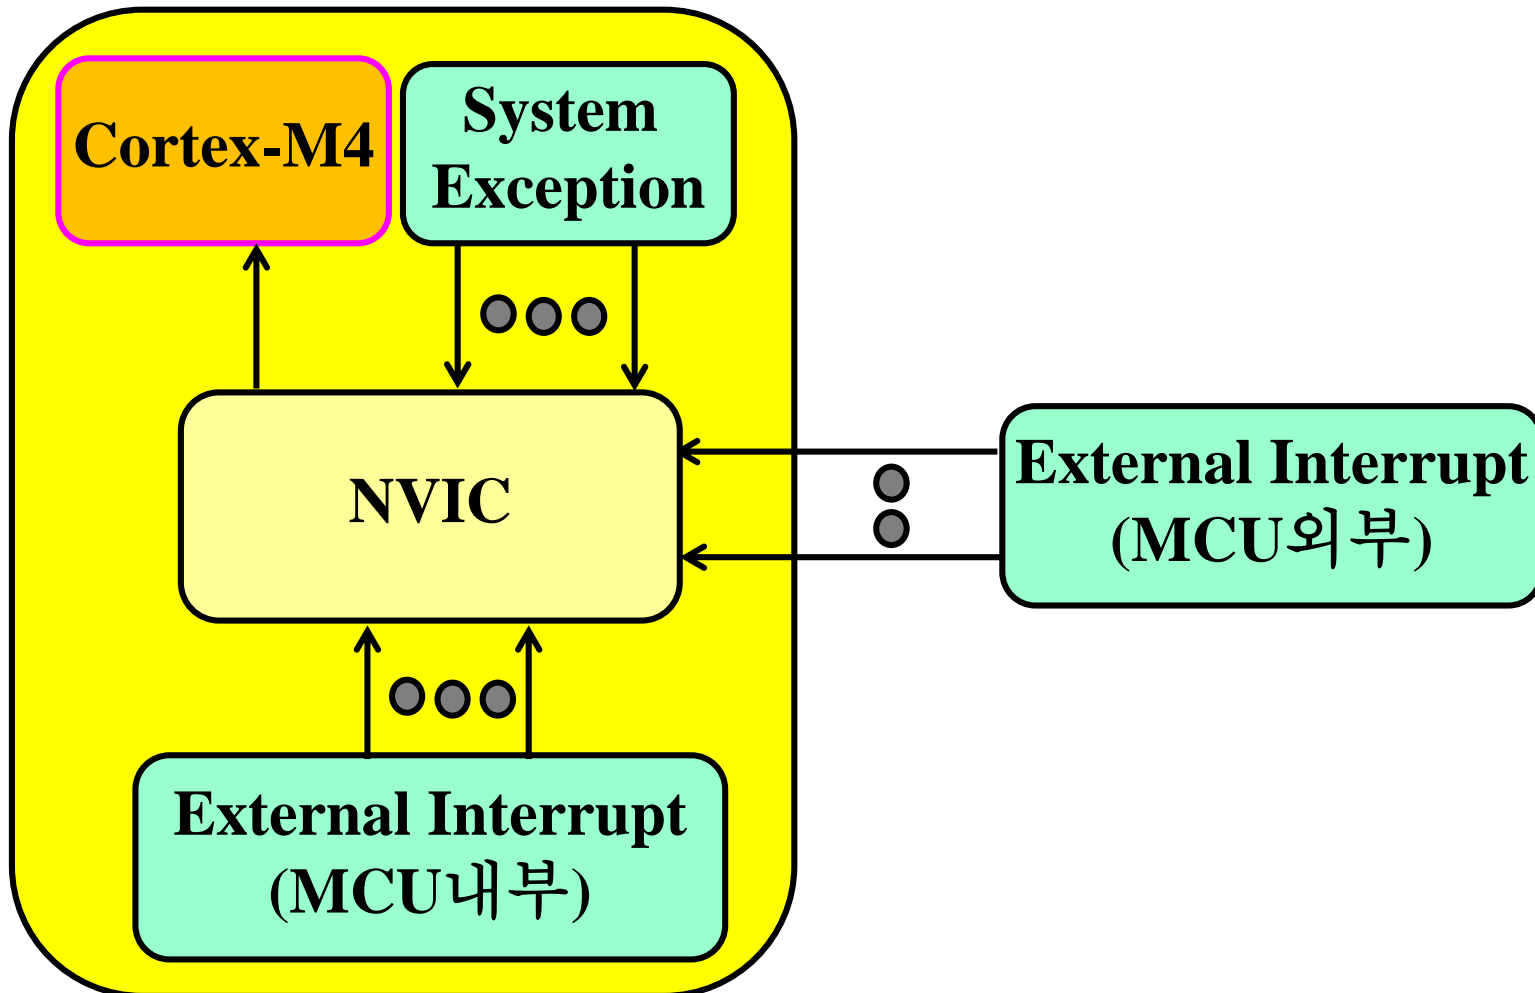 Cortex-M4
System
Exception
NVIC
External Interrupt
(MCU외부)
External Interrupt
(MCU내부)